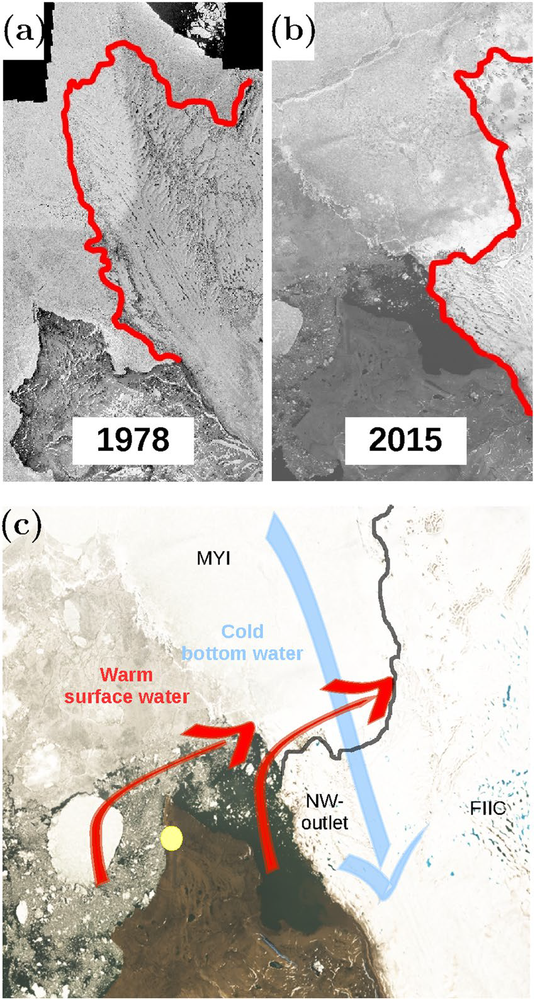 (a)
(b)
1978
2015
(c)
MYI
Cold
bottom water
Warm
surface water
NW-
outlet
FIIC